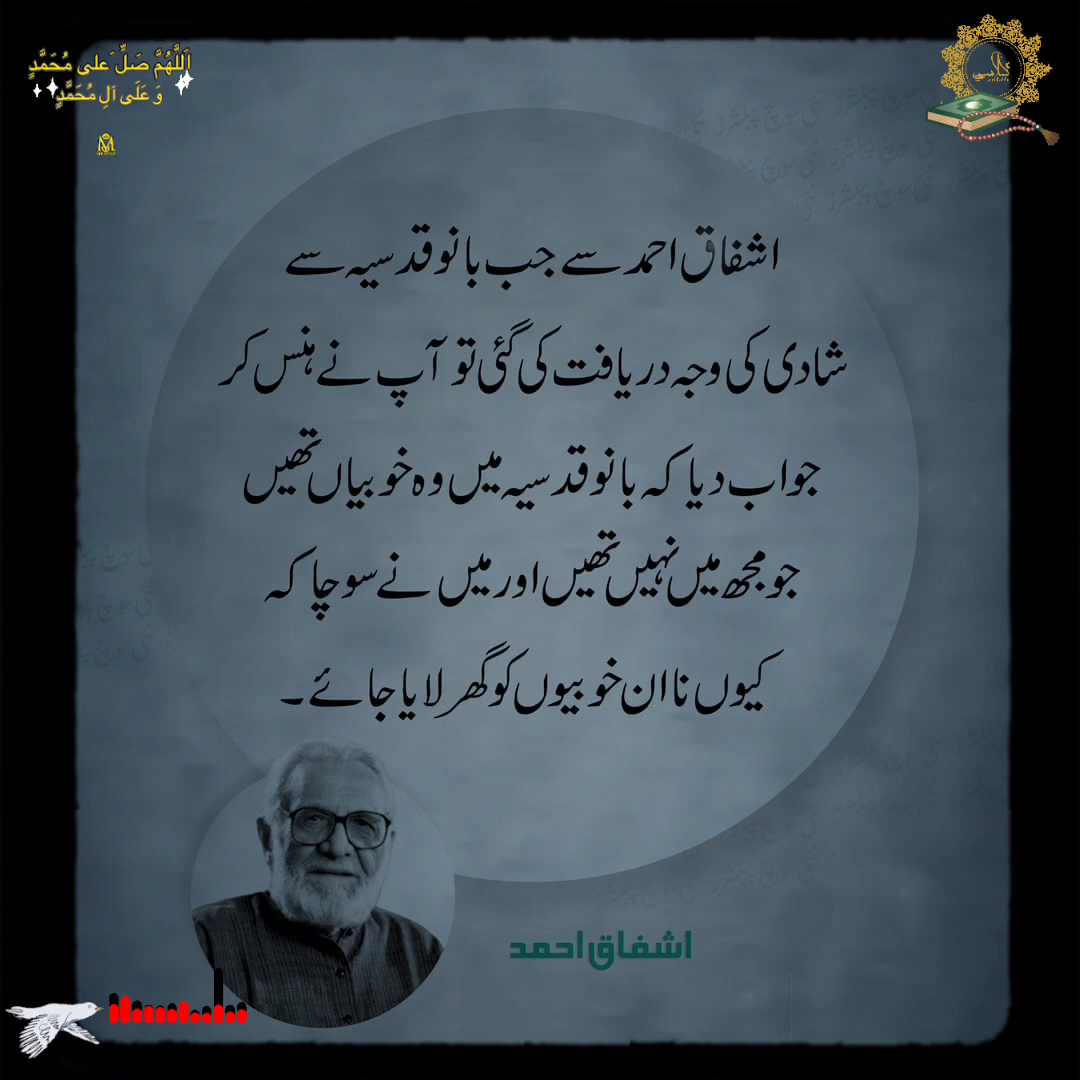 اَللَّهُمَّ صَلِّ عَلى مُحَمَّدٍ
وَ عَلَى آلِ مُحَمَّدٍ
اشفاق احمد سے جب بانو قدسیہ سے
شادی کی وجہ دریافت کی گئی تو آپ نے ہنس کر
جواب دیا کہ بانو قدسیہ میں وہ خوبیاں تھیں
جو مجھ میں نہیں تھیں اور میں نے سوچا کہ
کیوں نا ان خوبیوں کو گھر لایا جائے۔
اشفاق احمد